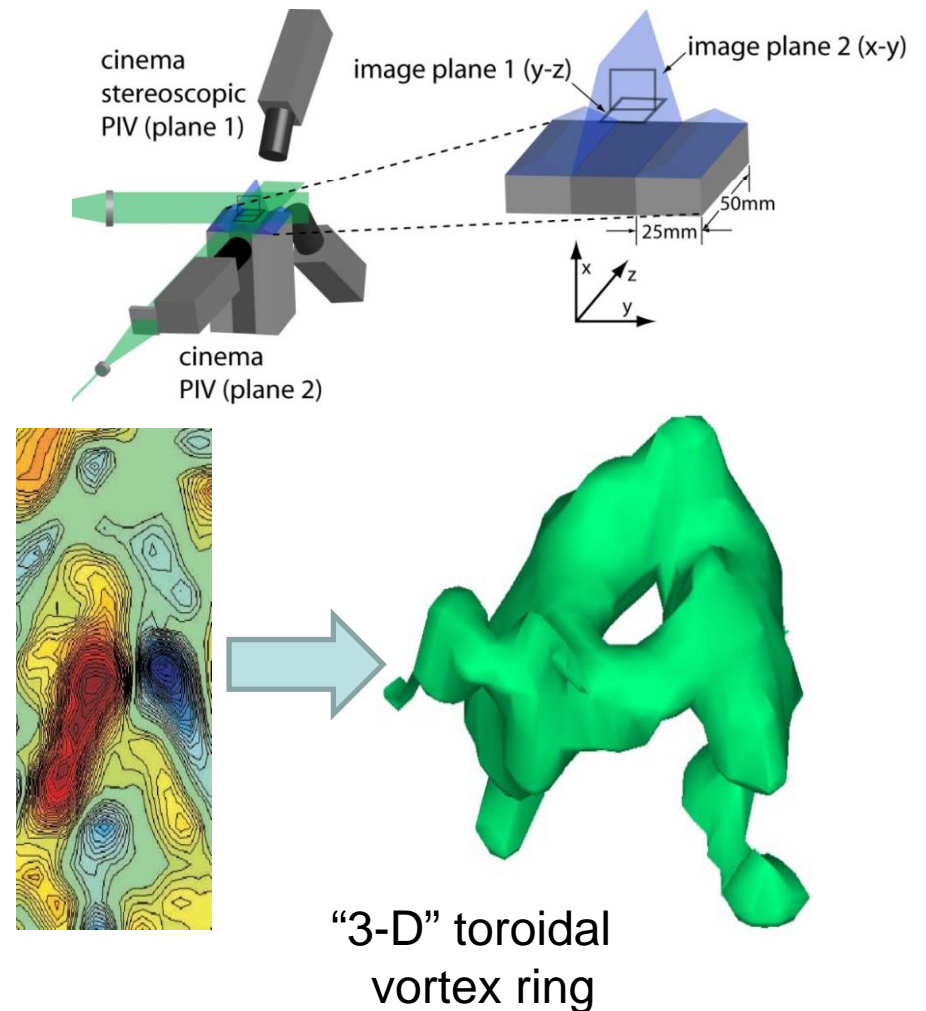 cinema
stereoscopic
PIV (plane 1)
image plane 1 (y-z)
image plane 2 (x-y)
50mm
25mm
x
z
y
cinema
PIV (plane 2)
“3-D” toroidal
vortex ring